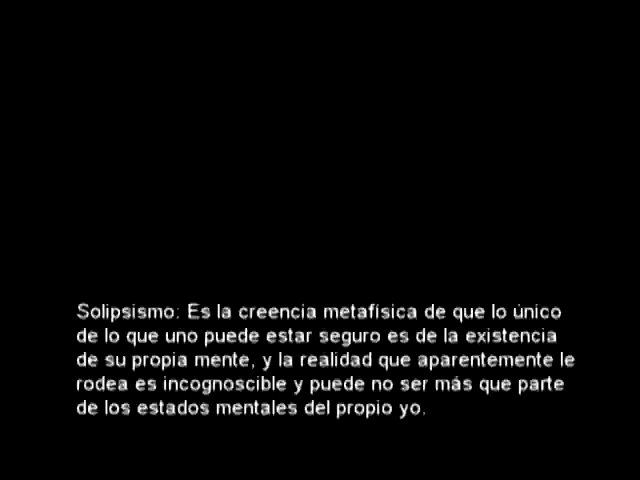 Solipsismo: Es la creencia metafísica de que lo único
de lo que uno puede estar seguro es de la existencia
de su propia mente, y la realidad que aparentemente le
rodea es incognoscible y puede no ser más que parte
de los estados mentales del propio yo.